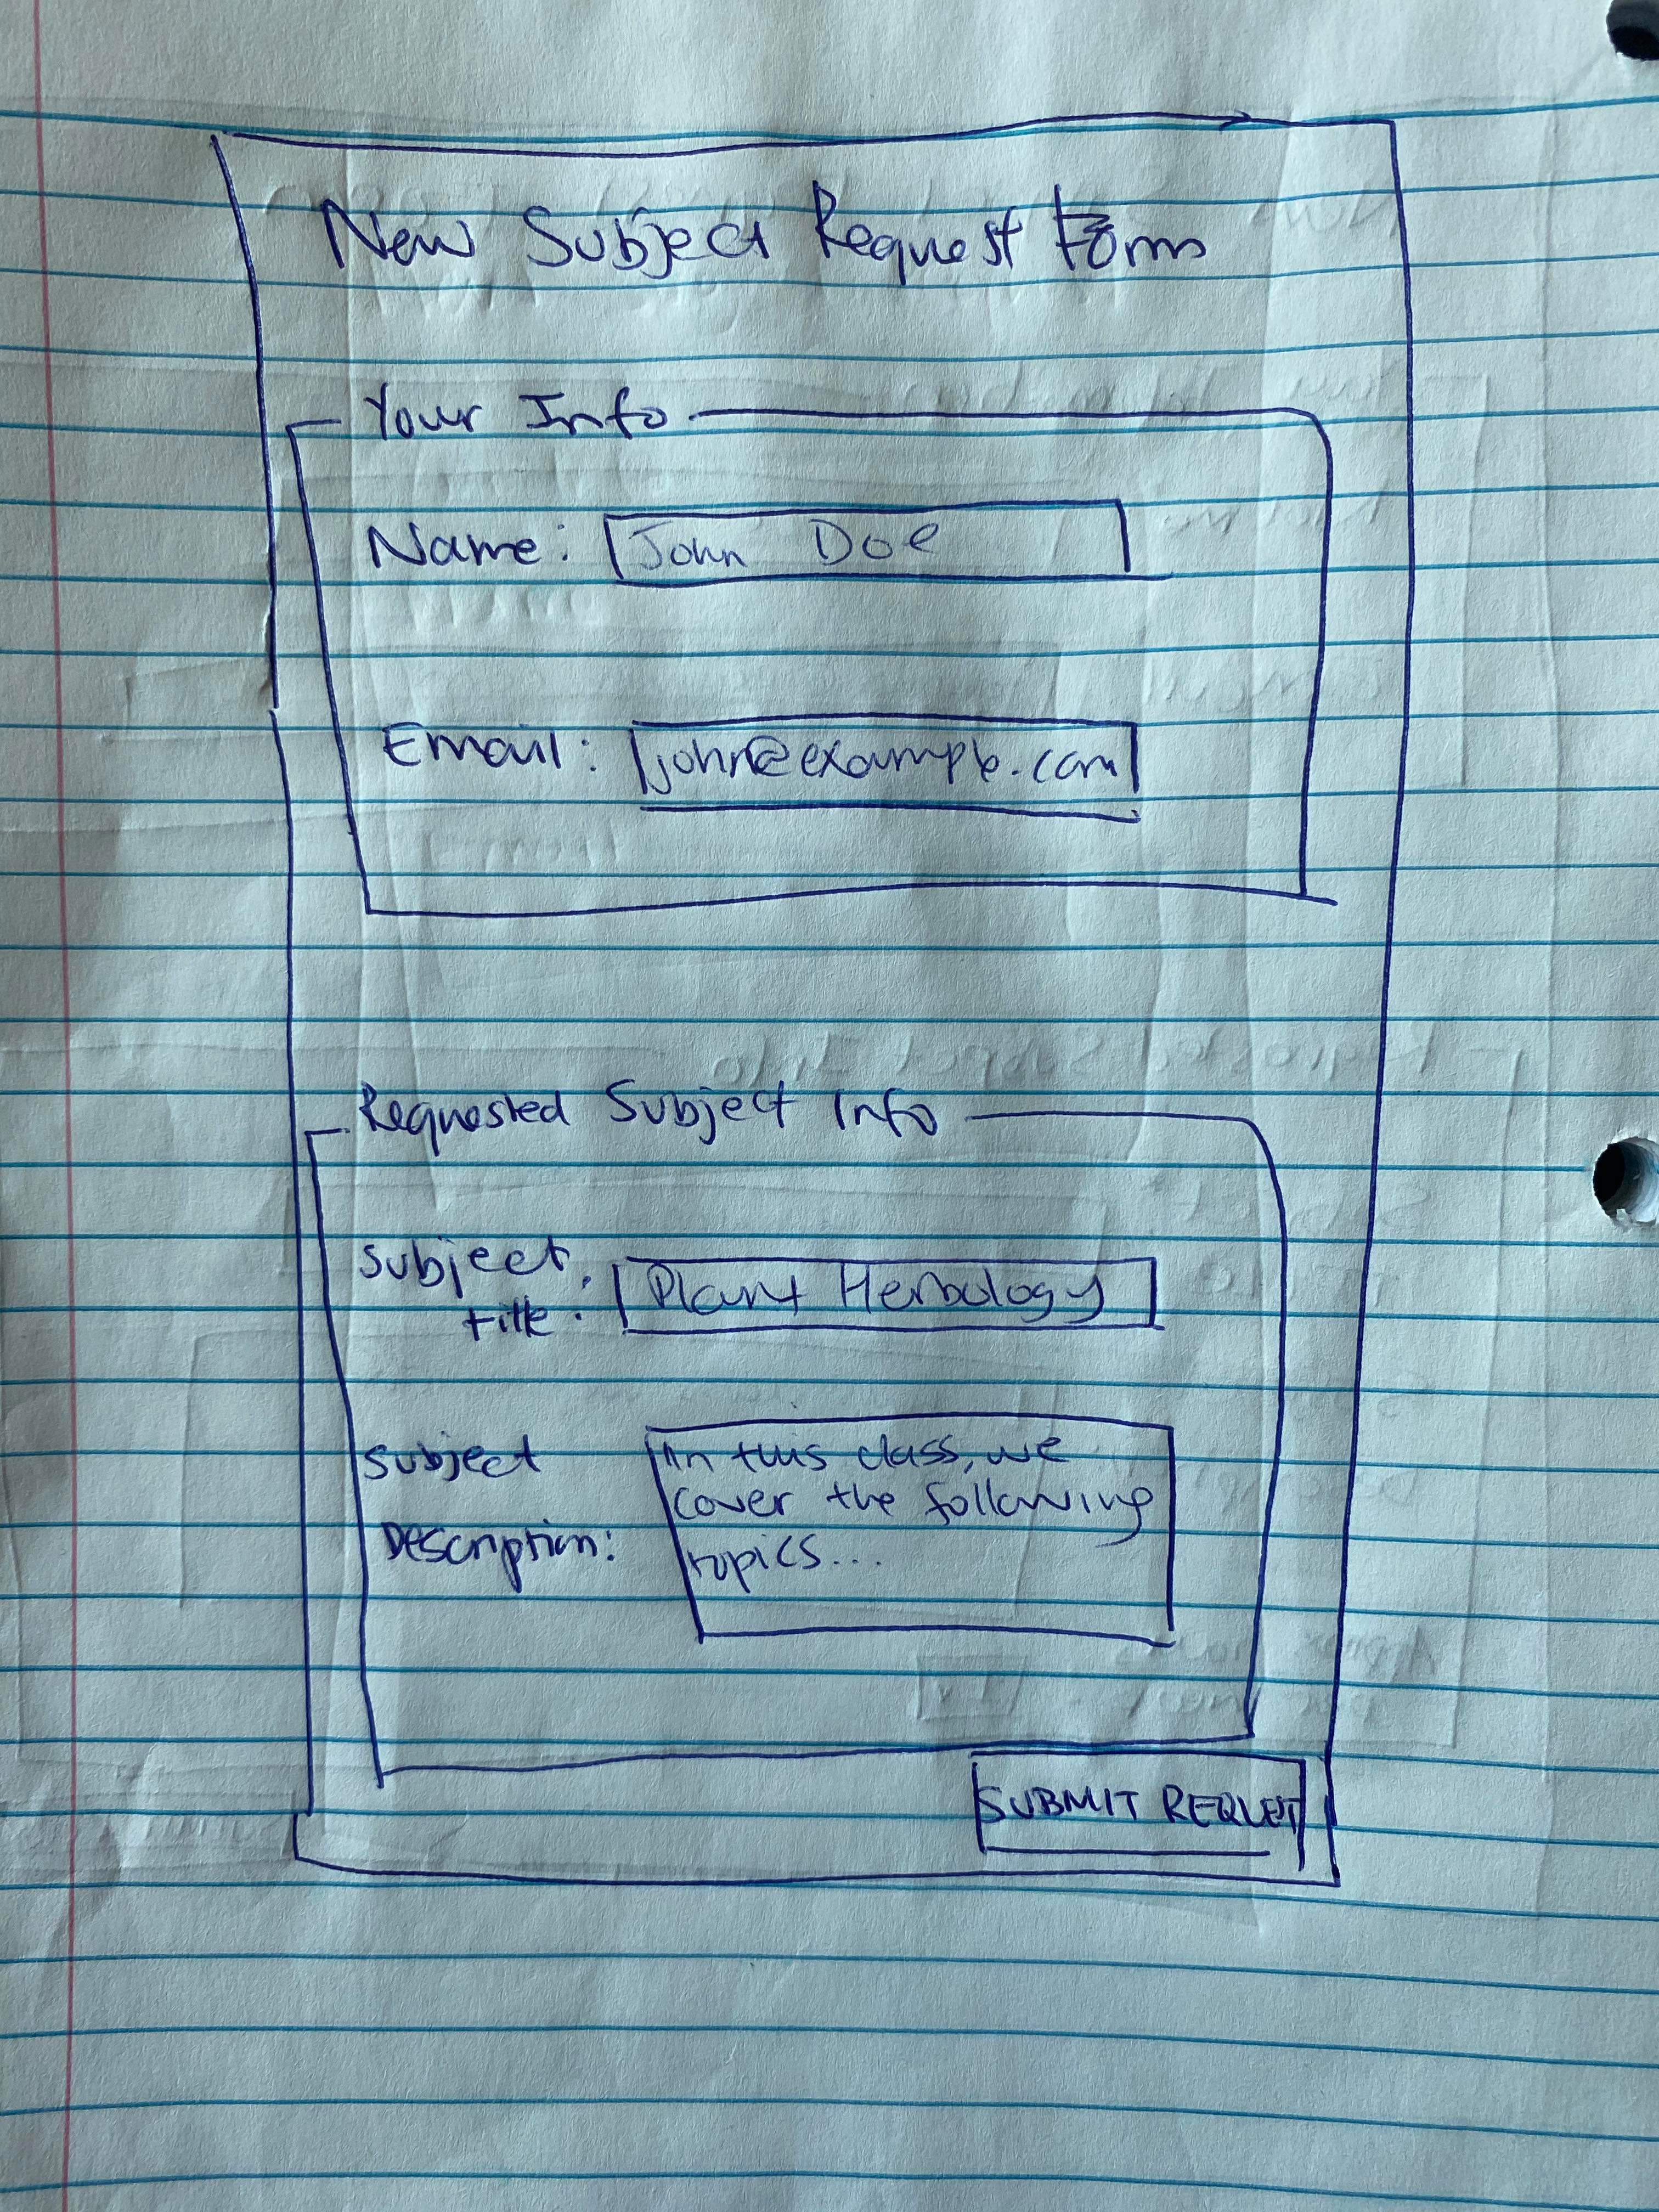 New Subject Request Form
Your Info
Name: John Doe
Email: john@example.com
Requested Subject Info
Subject
title: Plant Herbology
Subject
Description:
In this class, we
cover the following
topics...
SUBMIT REQUET